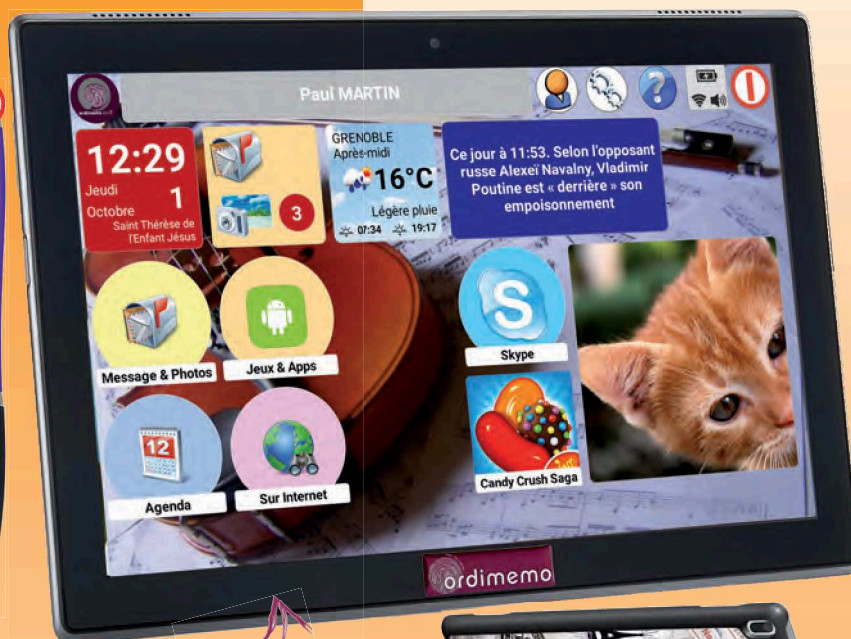 Paul MARTIN
12:29
Jeudi
1
Octobre
Saint Thérèse de
l'Enfant Jésus
3
GRENOBLE
Après-midi
16°C
Légère pluie
07:34
19:17
Ce jour à 11:53. Selon l'opposant
russe Alexeï Navalny, Vladimir
Poutine est « derrière » son
empoisonnement
Message & Photos
Jeux & Apps
S
Skype
12
Agenda
Sur Internet
Candy Crush Saga
ordimemo